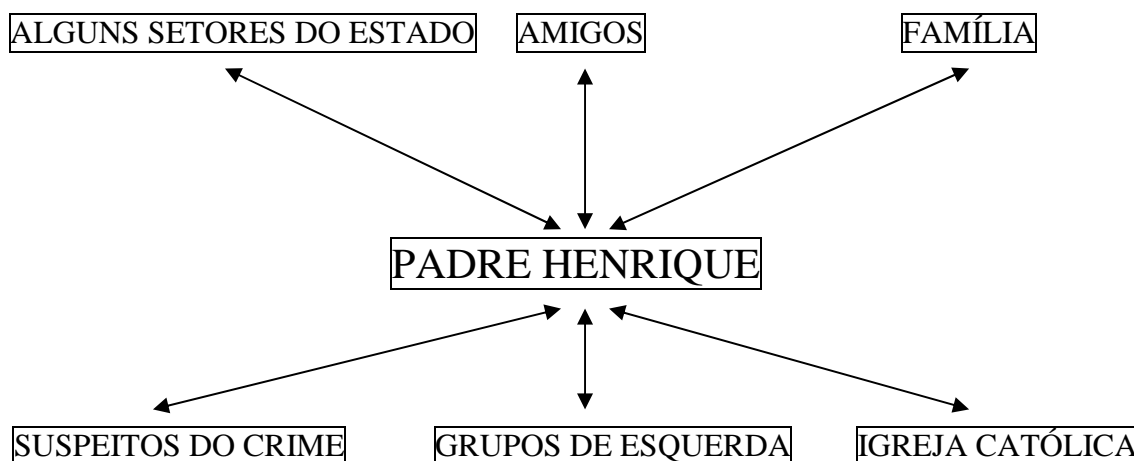 ALGUNS SETORES DO ESTADO AMIGOS FAMÍLIA
PADRE HENRIQUE
SUSPEITOS DO CRIME GRUPOS DE ESQUERDA IGREJA CATÓLICA